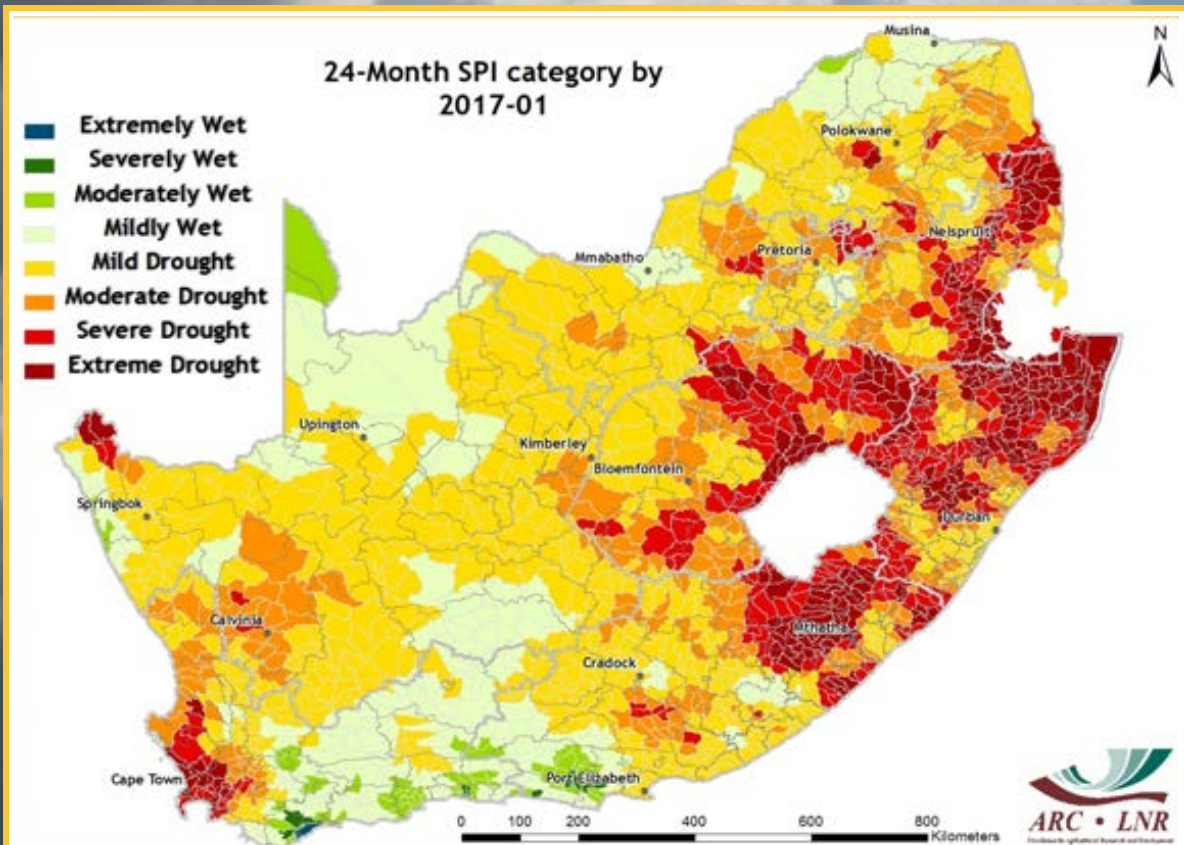 24-Month SPI category by
2017-01
N
Extremely Wet
Severely Wet
Moderately Wet
Mildly Wet
Mild Drought
Moderate Drought
Severe Drought
Extreme Drought
Musina
Polokwane
Nelspruit
Pretoria
Mmabatho
Upington
Kimberley
Bloemfontein
Springbok
Durban
Calvinia
Mthatha
Cradock
Cape Town
Port Elizabeth
0 100 200 400 600 800
Kilometers
ARC • LNR